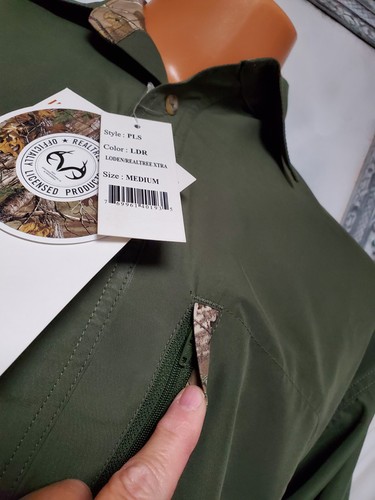 Style : PLS
Color : LDR
LODEN/REALTREE XTRA
Size : MEDIUM
★ REALTREE ★
OFFICIALLY LICENSED PRODUCT